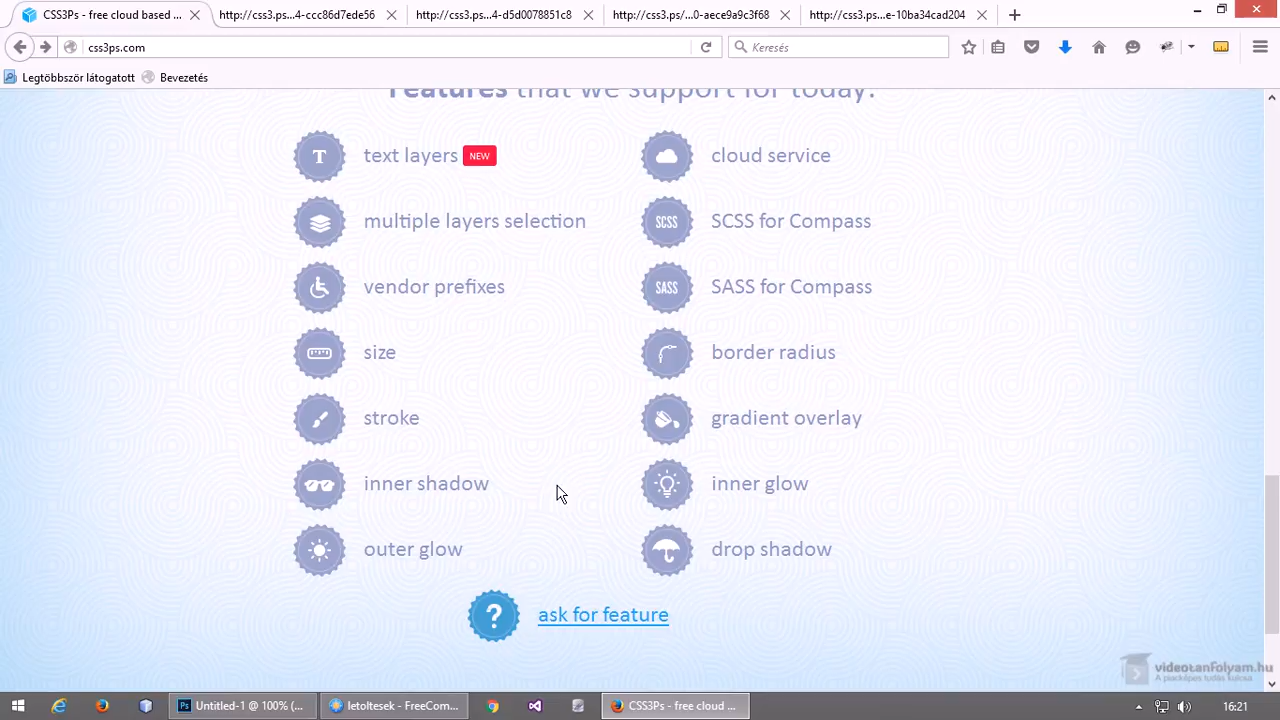 CSS3Ps - free cloud based ...
http://css3.ps...4-ccc86d7ede56
http://css3.ps...4-d5d0078851c8
http://css3.ps/...0-aece9a9c3f68
http://css3.ps...e-10ba34cad204
css3ps.com
Keresés
Legtöbbször látogatott
Bevezetés
Features that we support for today:
text layers NEW
cloud service
multiple layers selection
SCSS SCSS for Compass
vendor prefixes
SASS SASS for Compass
size
border radius
stroke
gradient overlay
inner shadow
inner glow
outer glow
drop shadow
? ask for feature
videotanfolyam.hu
A piacképes tudás kulcsa.
Untitled-1 @ 100% (...
letoltesek - FreeCom...
CSS3Ps - free cloud ...
16:21